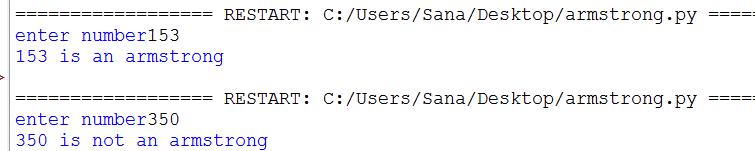 ================== RESTART: C:/Users/Sana/Desktop/armstrong.py =====
enter number153
153 is an armstrong
================== RESTART: C:/Users/Sana/Desktop/armstrong.py =====
enter number350
350 is not an armstrong